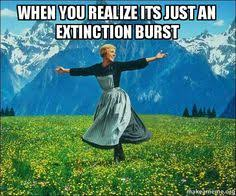 WHEN YOU REALIZE ITS JUST AN
EXTINCTION BURST
makeameme.org